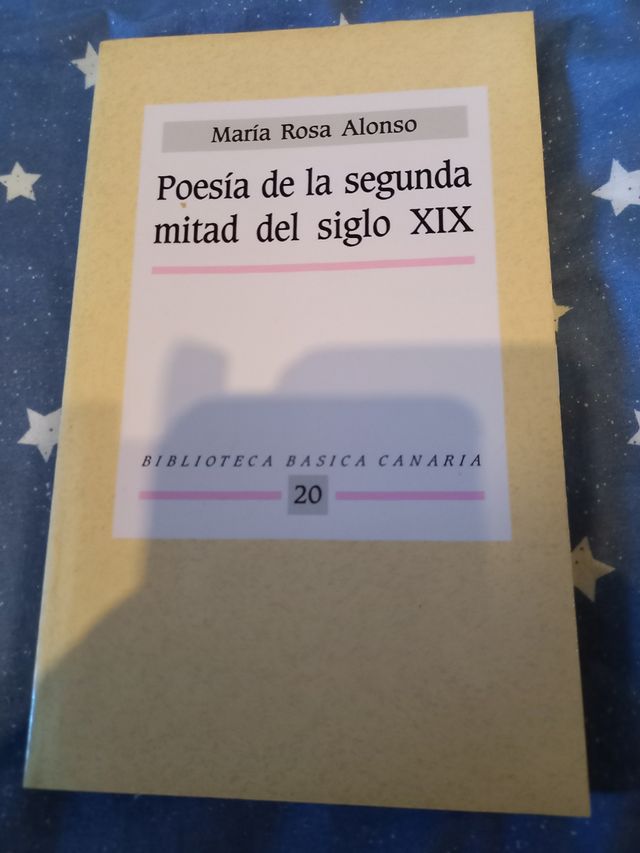 María Rosa Alonso
Poesía de la segunda
mitad del siglo XIX
BIBLIOTECA BASICA CANARIA
20